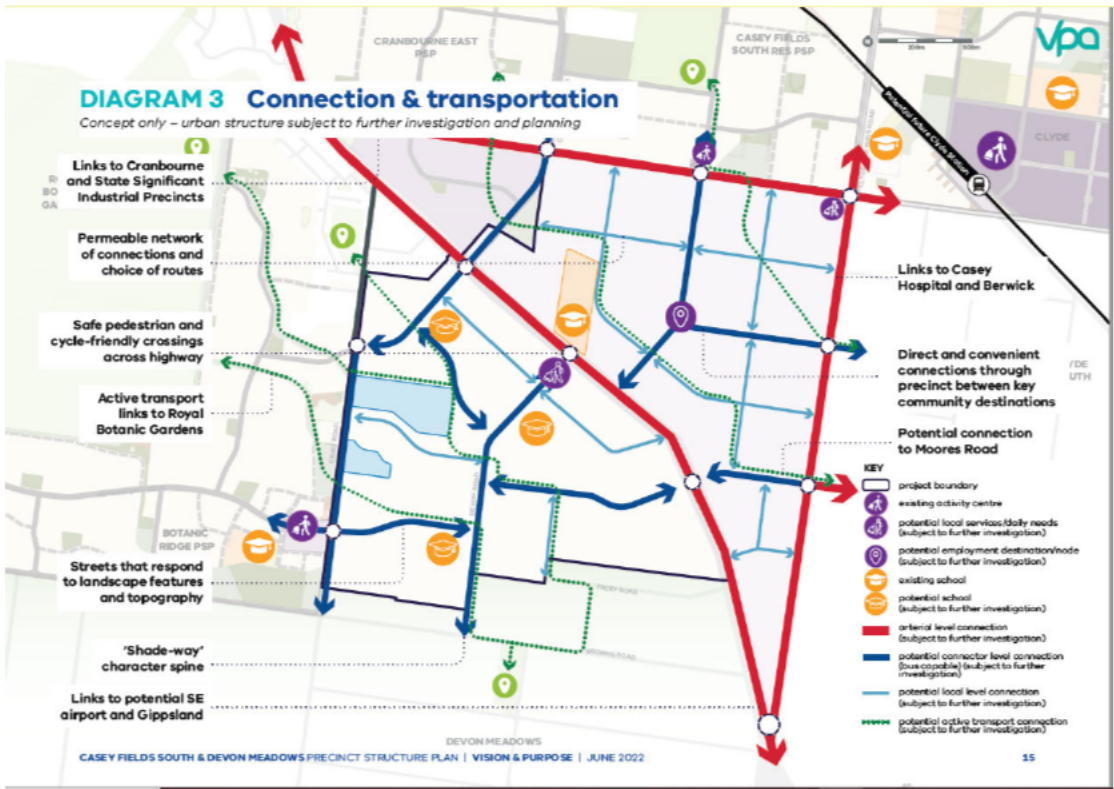 CRANBOURNE EAST
PSP
CASEY FIELDS
SOUTH RES PSP
vpa
DIAGRAM 3 Connection & transportation
Concept only – urban structure subject to further investigation and planning
Potential future Clyde Station
CLYDE
Links to Cranbourne
and State Significant
Industrial Precincts
Permeable network
of connections and
choice of routes
Safe pedestrian and
cycle-friendly crossings
across highway
Active transport
links to Royal
Botanic Gardens
BOTANIC
RIDGE PSP
Streets that respond
to landscape features
and topography
'Shade-way'
character spine
Links to potential SE
airport and Gippsland
Links to Casey
Hospital and Berwick
Direct and convenient
connections through
precinct between key
community destinations
Potential connection
to Moores Road
KEY
project boundary
existing activity centre
potential local services/daily needs
(subject to further investigation)
potential employment destination/node
(subject to further investigation)
existing school
potential school
(subject to further investigation)
arterial level connection
(subject to further investigation)
potential connector level connection
(bus capable) (subject to further
investigation)
potential local level connection
(subject to further investigation)
potential active transport connection
(subject to further investigation)
DEVON MEADOWS
CASEY FIELDS SOUTH & DEVON MEADOWS PRECINCT STRUCTURE PLAN | VISION & PURPOSE | JUNE 2022
15